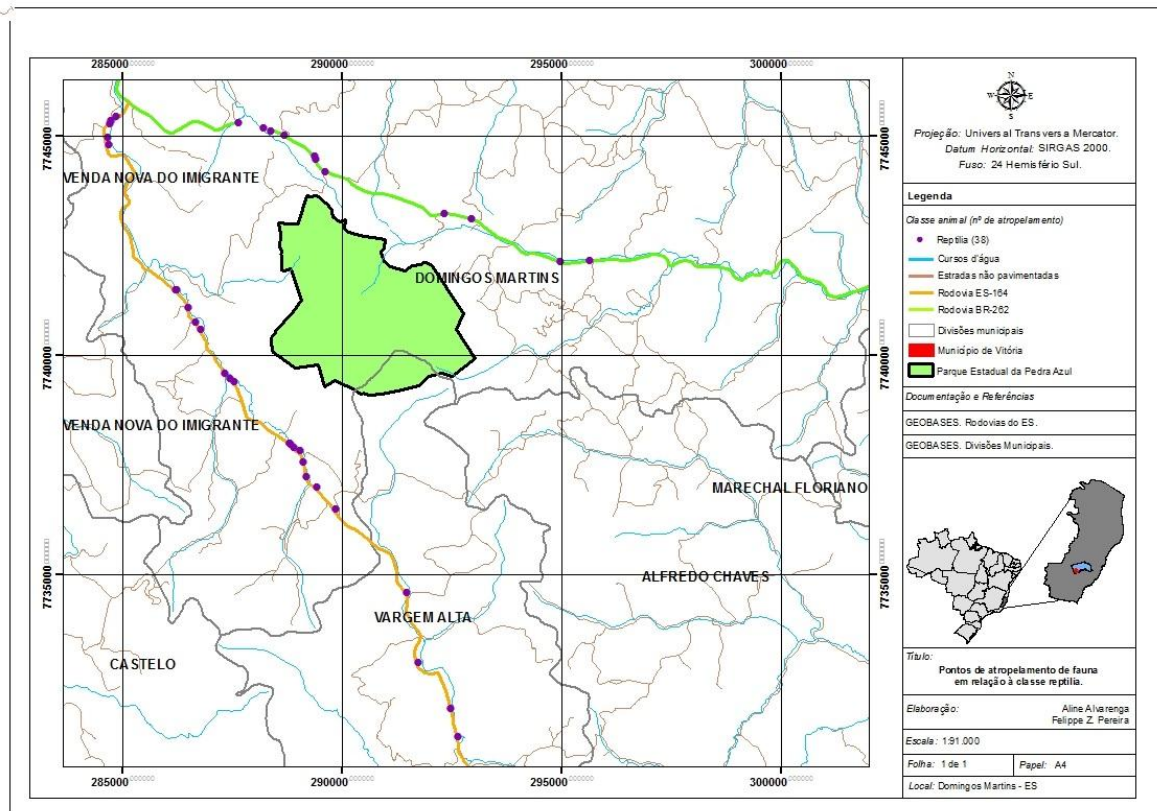 285000
290000
295000
300000
7745000
7745000
VENDA NOVA DO IMIGRANTE
DOMINGOS MARTINS
7740000
7740000
VENDA NOVA DO IMIGRANTE
MARECHAL FLORIANO
ALFREDO CHAVES
7735000
7735000
VARGEM ALTA
CASTELO
285000
290000
295000
300000
N
W
E
S
Projeção: Universal Transversa Mercator.
Datum Horizontal: SIRGAS 2000.
Fuso: 24 Hemisfério Sul.
Legenda
Classe animal (nº de atropelamento)
Reptilia (38)
Cursos d'água
Estradas não pavimentadas
Rodovia ES-164
Rodovia BR-262
Divisões municipais
Município de Vitória
Parque Estadual da Pedra Azul
Documentação e Referências
GEOBASES. Rodovias do ES.
GEOBASES. Divisões Municipais.
Título:
Pontos de atropelamento de fauna
em relação à classe reptilia.
Elaboração: Aline Alvarenga
Felippe Z. Pereira
Escala: 1:91.000
Folha: 1 de 1 Papel: A4
Local: Domingos Martins - ES